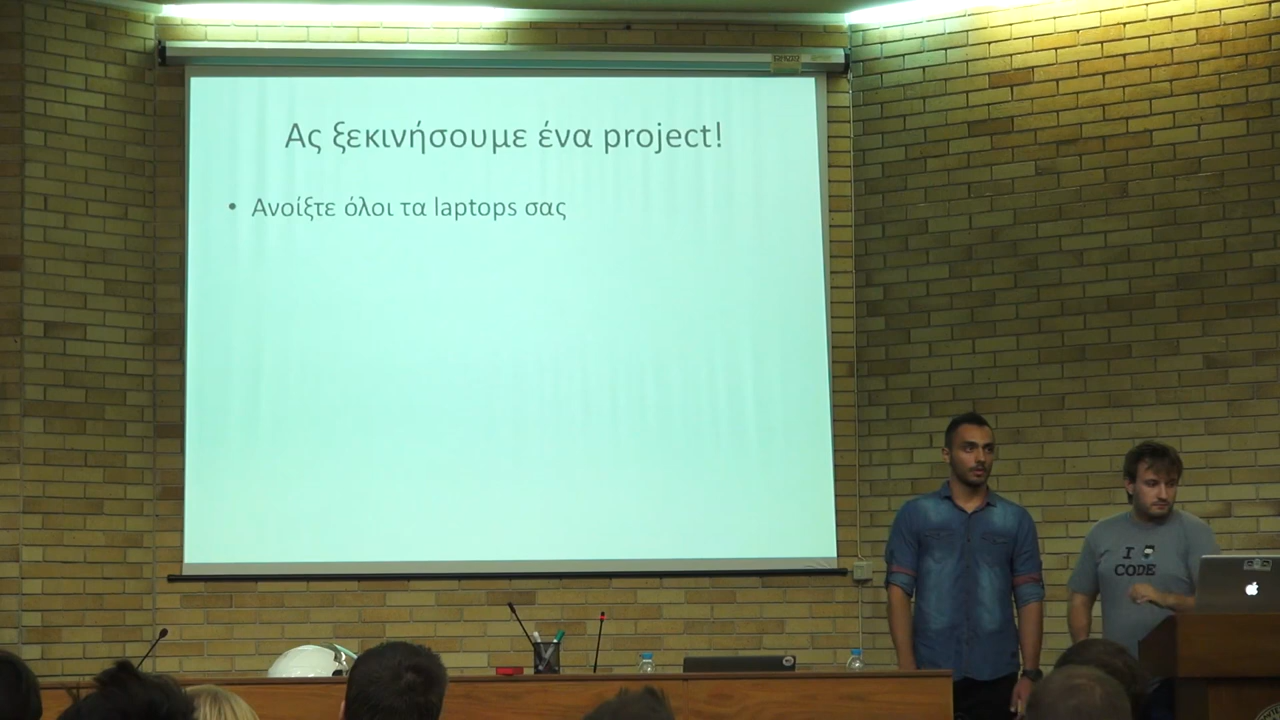 Ας ξεκινήσουμε ένα project!
• Ανοίξτε όλοι τα laptops σας
I
CODE